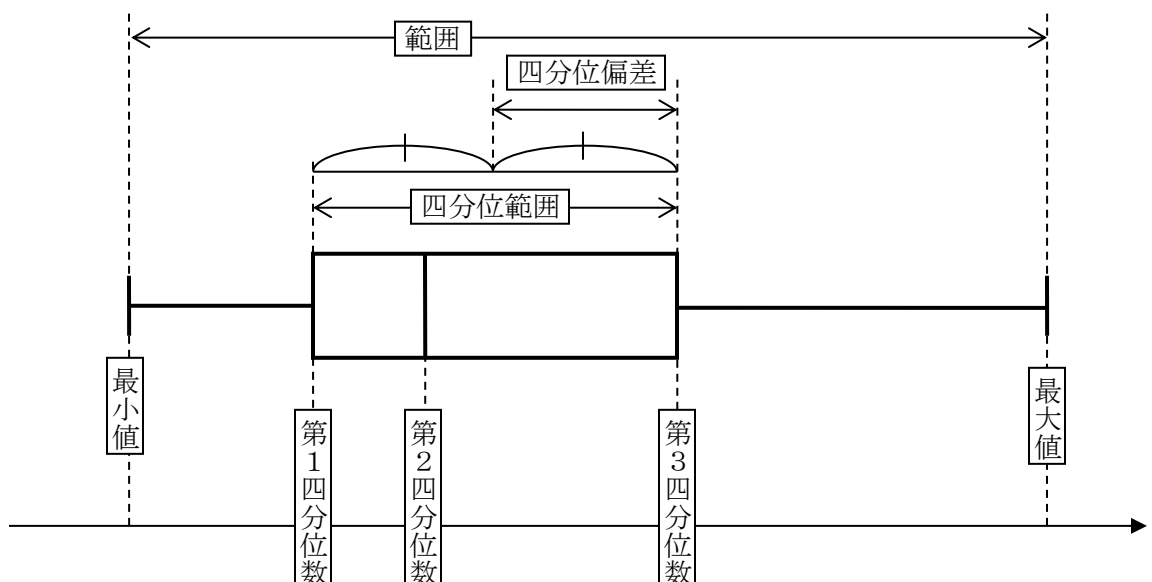 範囲
四分位偏差
四分位範囲
最小値
第１四分位数
第２四分位数
第３四分位数
最大値